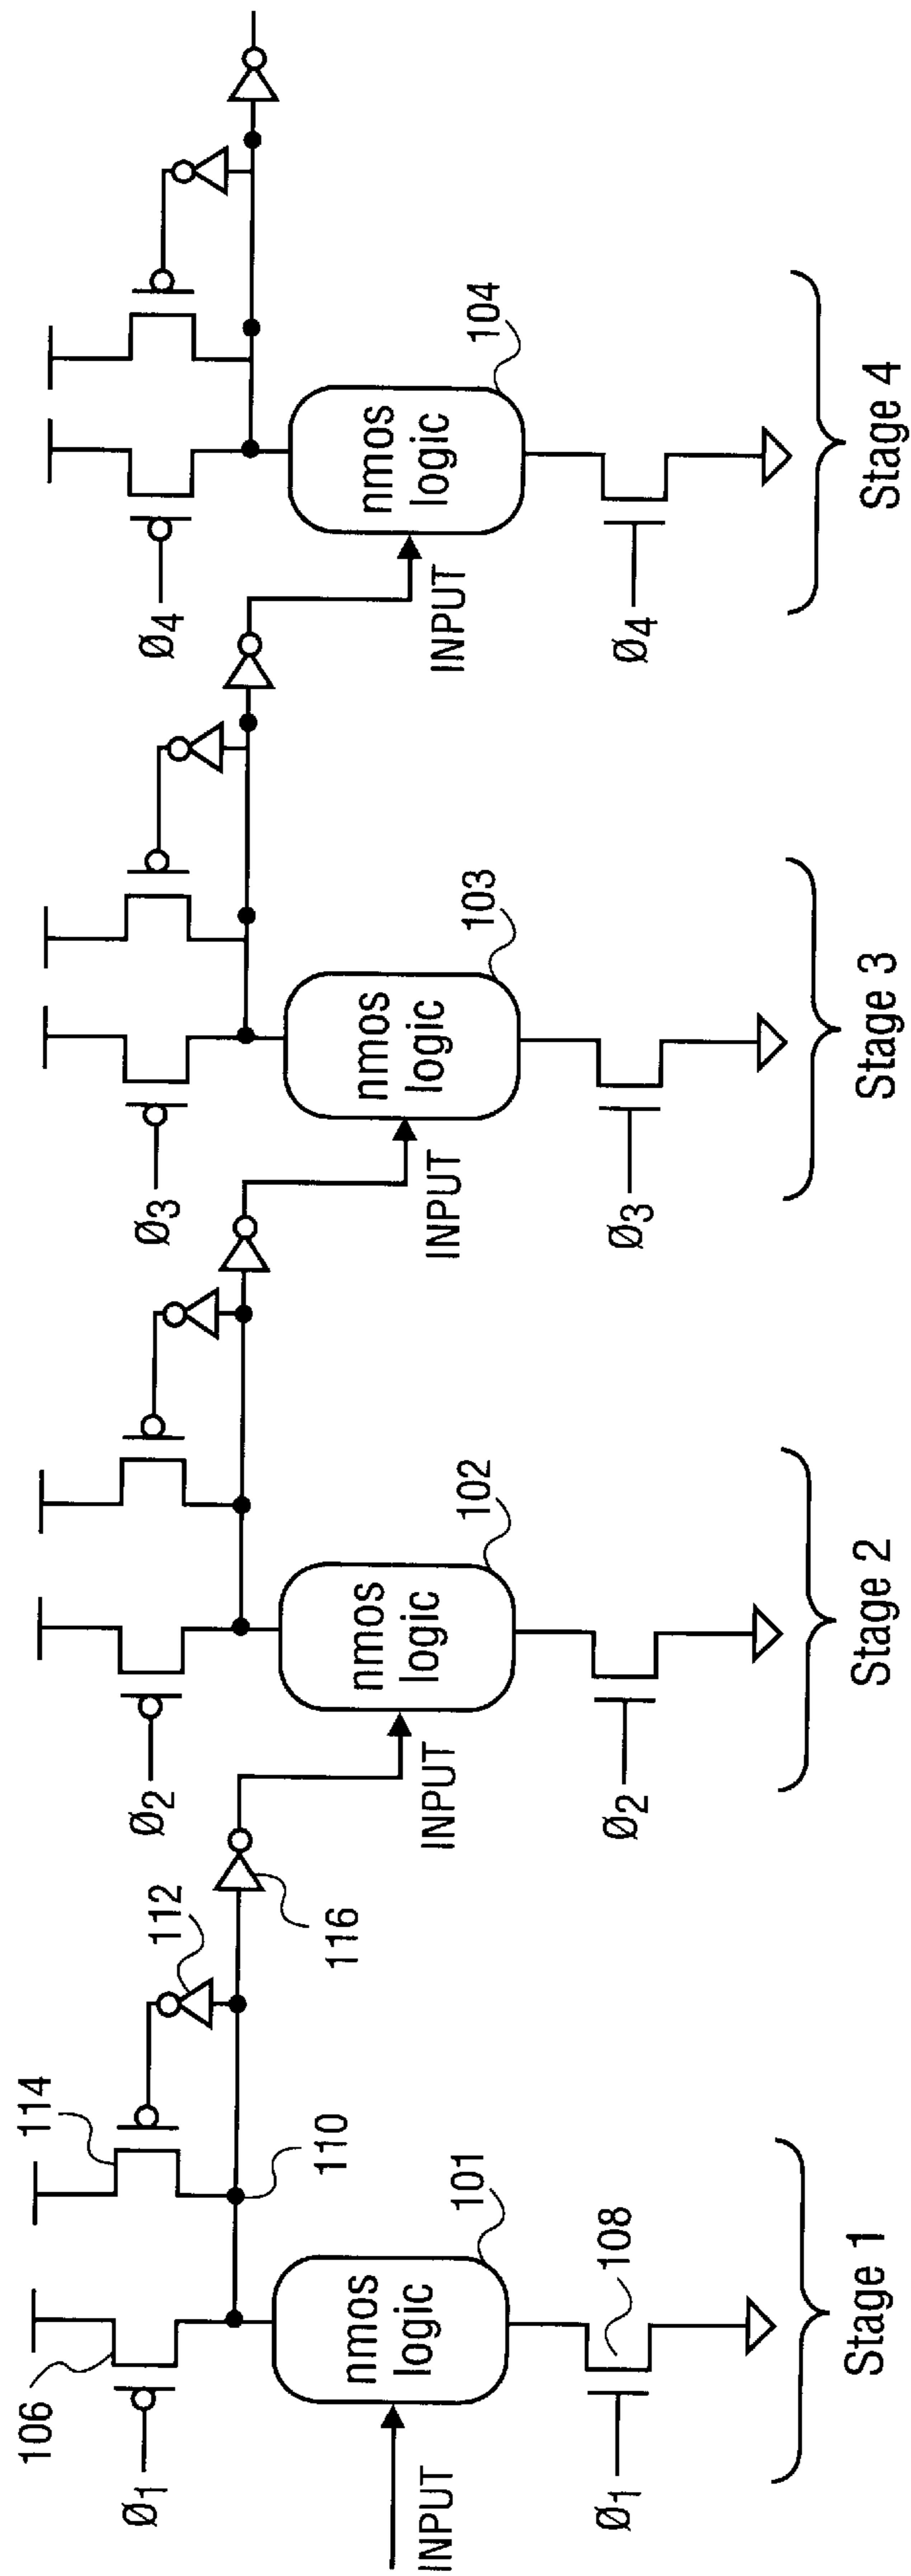 106
114
112
Ø1
110
116
INPUT
nmos
logic
101
108
Ø1
Stage 1
Ø2
INPUT
nmos
logic
102
Ø2
Stage 2
Ø3
INPUT
nmos
logic
103
Ø3
Stage 3
Ø4
INPUT
nmos
logic
104
Ø4
Stage 4